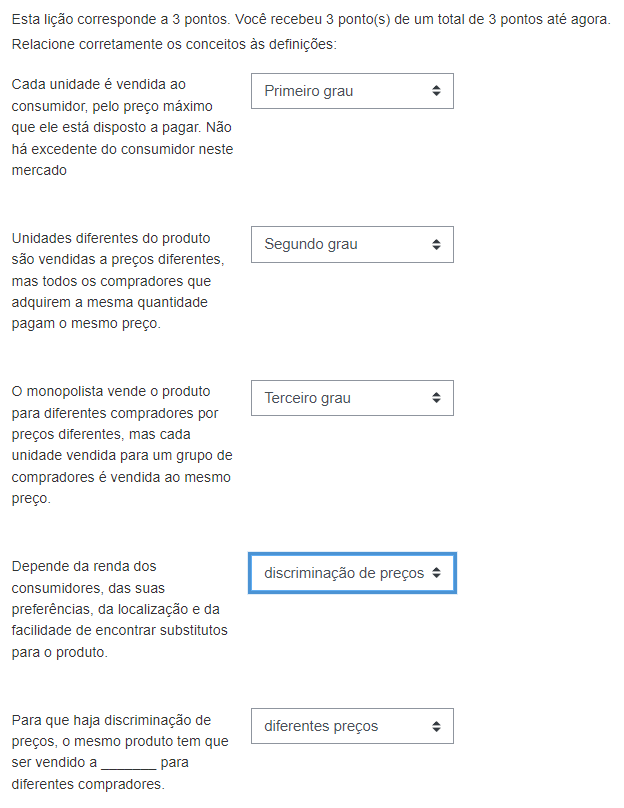 Esta lição corresponde a 3 pontos. Você recebeu 3 ponto(s) de um total de 3 pontos até agora.
Relacione corretamente os conceitos às definições:
Cada unidade é vendida ao
consumidor, pelo preço máximo
que ele está disposto a pagar. Não
há excedente do consumidor neste
mercado
Primeiro grau
Unidades diferentes do produto
são vendidas a preços diferentes,
mas todos os compradores que
adquirem a mesma quantidade
pagam o mesmo preço.
Segundo grau
O monopolista vende o produto
para diferentes compradores por
preços diferentes, mas cada
unidade vendida para um grupo de
compradores é vendida ao mesmo
preço.
Terceiro grau
Depende da renda dos
consumidores, das suas
preferências, da localização e da
facilidade de encontrar substitutos
para o produto.
discriminação de preços
Para que haja discriminação de
preços, o mesmo produto tem que
ser vendido a _______ para
diferentes compradores.
diferentes preços